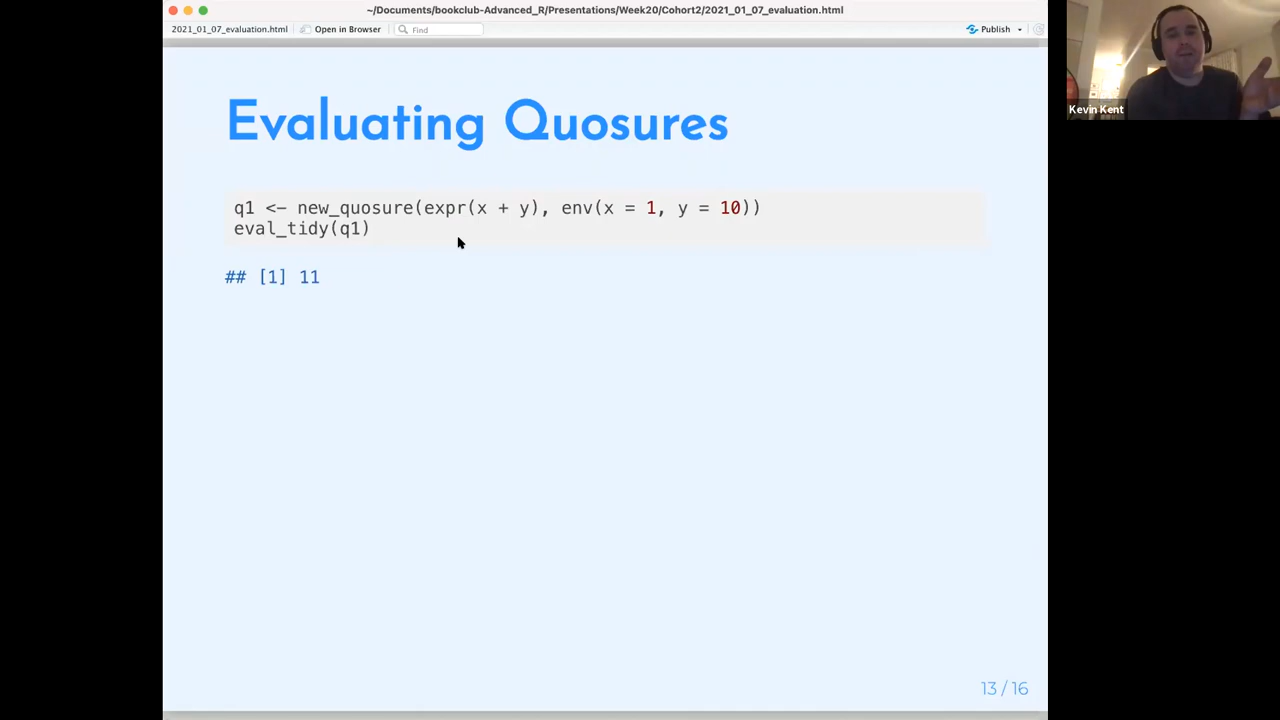 ~/Documents/bookclub-Advanced_R/Presentations/Week20/Cohort2/2021_01_07_evaluation.html
2021_01_07_evaluation.html Open in Browser Find Publish
Kevin Kent
Evaluating Quosures
q1 <- new_quosure(expr(x + y), env(x = 1, y = 10))
eval_tidy(q1)
## [1] 11
13 / 16